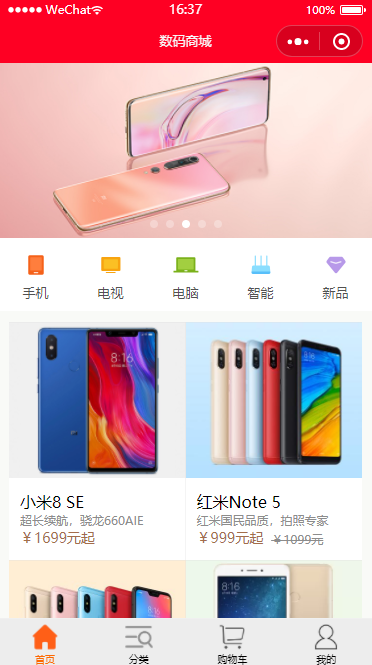 WeChat 16:37 100%
数码商城
手机 电视 电脑 智能 新品
8:16
小米8 SE
超长续航，骁龙660AIE
￥1699元起
红米Note 5
红米国民品质，拍照专家
￥999元起 ￥1099元
首页 分类 购物车 我的